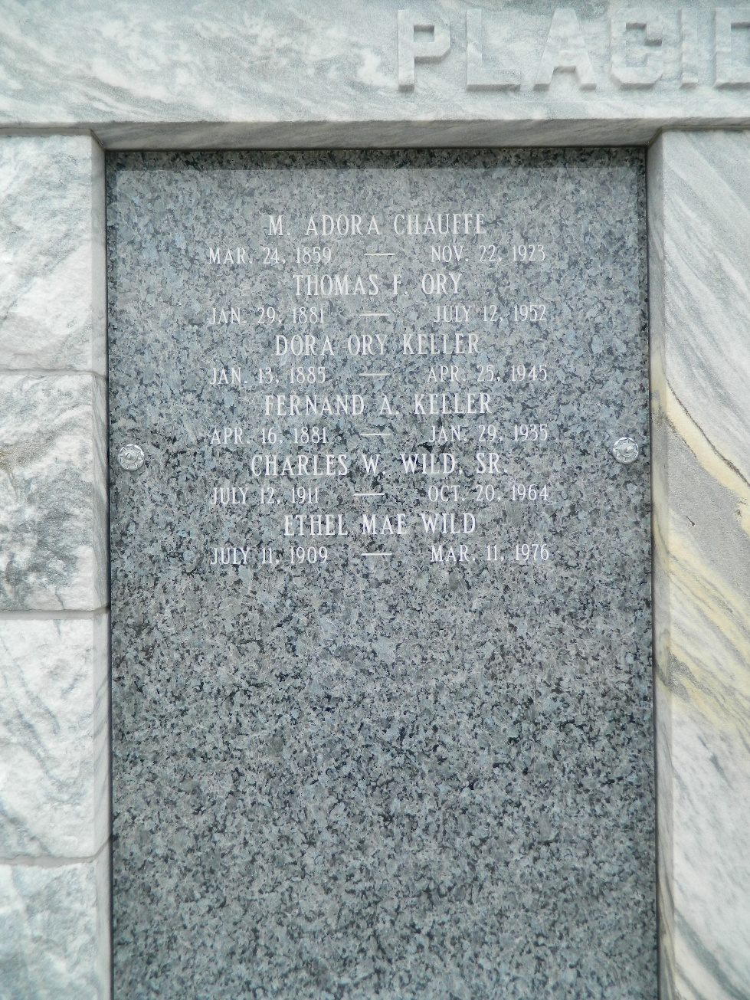 PLACID
M. ADORA CHAUFFE
MAR. 24, 1859 — NOV. 22, 1923
THOMAS F. ORY
JAN. 29, 1881 — JULY 12, 1952
DORA ORY KELLER
JAN. 13, 1885 — APR. 25, 1945
FERNAND A. KELLER
APR. 16, 1881 — JAN. 29, 1935
CHARLES W. WILD, SR.
JULY 12, 1911 — OCT. 20, 1964
ETHEL MAE WILD
JULY 11, 1909 — MAR. 11, 1976